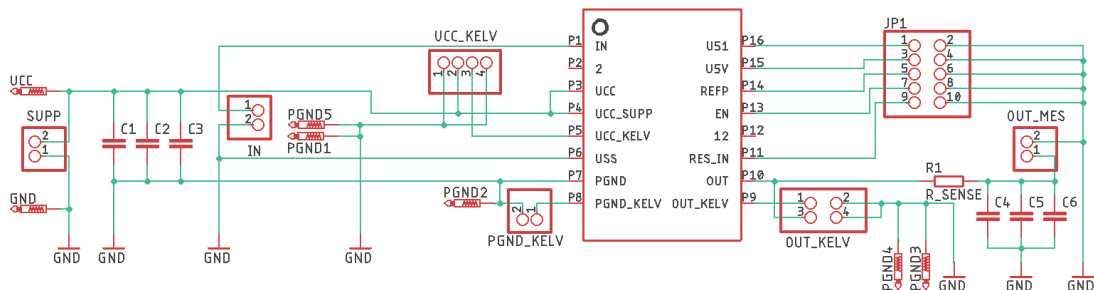 UCC
SUPP
2
1
GND
GND
C1
C2
C3
GND
1
2
IN
GND
UCC_KELV
1
2
3
4
PGND5
PGND1
GND
PGND2
2
1
PGND_KELV
P1
IN
P2
2
P3
UCC
P4
UCC_SUPP
P5
UCC_KELV
P6
USS
P7
PGND
P8
PGND_KELV
U51
P16
U5V
P15
REFP
P14
EN
P13
12
P12
RES_IN
P11
OUT
P10
OUT_KELV
P9
JP1
1
2
3
4
5
6
7
8
9
10
OUT_MES
2
1
R1
R_SENSE
1
2
3
4
OUT_KELV
PGND4
PGND3
GND
C4
C5
C6
GND
GND